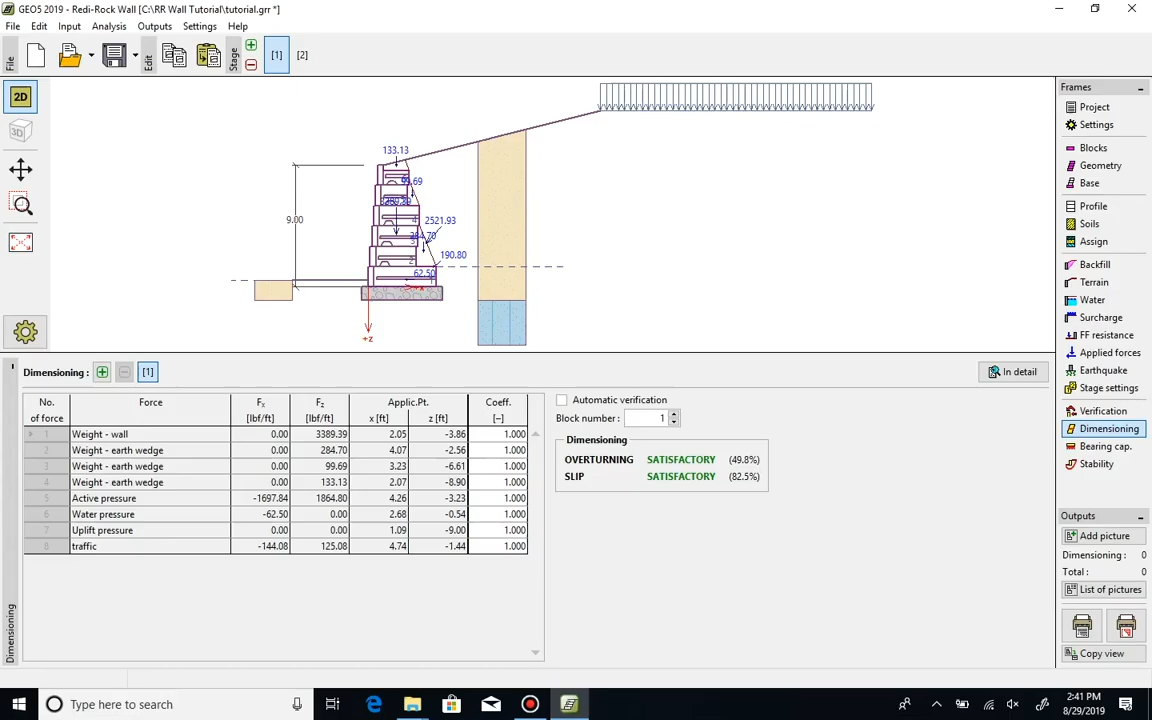 GEO5 2019 - Redi-Rock Wall [C:\RR Wall Tutorial\tutorial.grr *]
File Edit Input Analysis Outputs Settings Help
File Edit Stage [1] [2]
2D
3D
133.13
99.69
9.00
2521.93
284.70
190.80
62.50
+x
+z
Frames
Project
Settings
Blocks
Geometry
Base
Profile
Soils
Assign
Backfill
Terrain
Water
Surcharge
FF resistance
Applied forces
Earthquake
Stage settings
Verification
Dimensioning
Bearing cap.
Stability
Outputs
Add picture
Dimensioning : 0
Total : 0
List of pictures
Copy view
Dimensioning : [1] In detail
No. Force Fx Fz Applic.Pt. Coeff.
of force [lbf/ft] [lbf/ft] x [ft] z [ft] [–]
1 Weight - wall 0.00 3389.39 2.05 -3.86 1.000
2 Weight - earth wedge 0.00 284.70 4.07 -2.56 1.000
3 Weight - earth wedge 0.00 99.69 3.23 -6.61 1.000
4 Weight - earth wedge 0.00 133.13 2.07 -8.90 1.000
5 Active pressure -1697.84 1864.80 4.26 -3.23 1.000
6 Water pressure -62.50 0.00 2.68 -0.54 1.000
7 Uplift pressure 0.00 0.00 1.09 -9.00 1.000
8 traffic -144.08 125.08 4.74 -1.44 1.000
Automatic verification
Block number : 1
Dimensioning
OVERTURNING SATISFACTORY (49.8%)
SLIP SATISFACTORY (82.5%)
Dimensioning
Type here to search
2:41 PM
8/29/2019